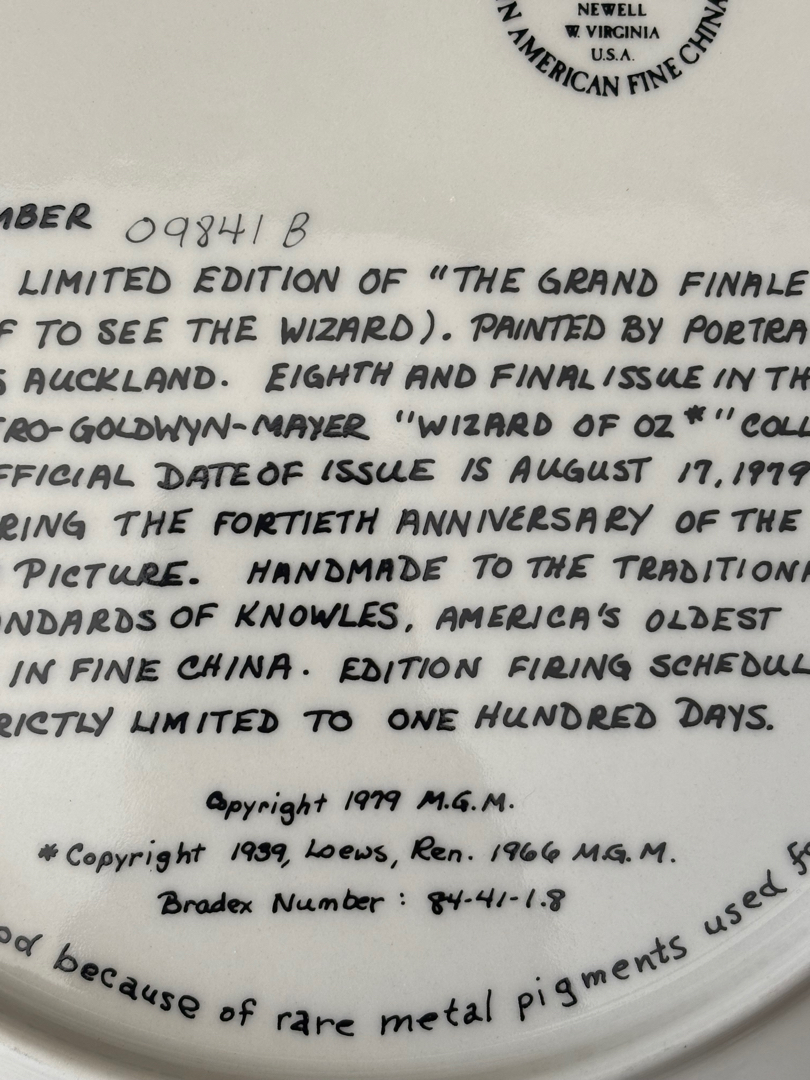 NEWELL
W. VIRGINIA
U.S.A.
N AMERICAN FINE CHINA
MBER 09841 B
LIMITED EDITION OF "THE GRAND FINALE
F TO SEE THE WIZARD). PAINTED BY PORTRA
S AUCKLAND. EIGHTH AND FINAL ISSUE IN TH
TRO-GOLDWYN-MAYER "WIZARD OF OZ*" COLL
FFICIAL DATE OF ISSUE IS AUGUST 17, 1979
RING THE FORTIETH ANNIVERSARY OF THE
PICTURE. HANDMADE TO THE TRADITIONA
NDARDS OF KNOWLES, AMERICA'S OLDEST
IN FINE CHINA. EDITION FIRING SCHEDUL
RICTLY LIMITED TO ONE HUNDRED DAYS.
Copyright 1979 M.G.M.
* Copyright 1939, Loews, Ren. 1966 M.G.M.
Bradex Number: 84-41-1.8
od because of rare metal pigments used fo